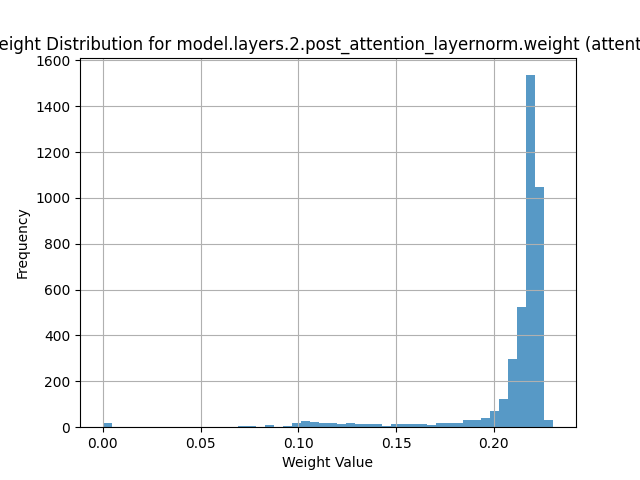 eight Distribution for model.layers.2.post_attention_layernorm.weight (attent
1600
1400
1200
1000
800
600
400
200
0
Frequency
0.00 0.05 0.10 0.15 0.20
Weight Value